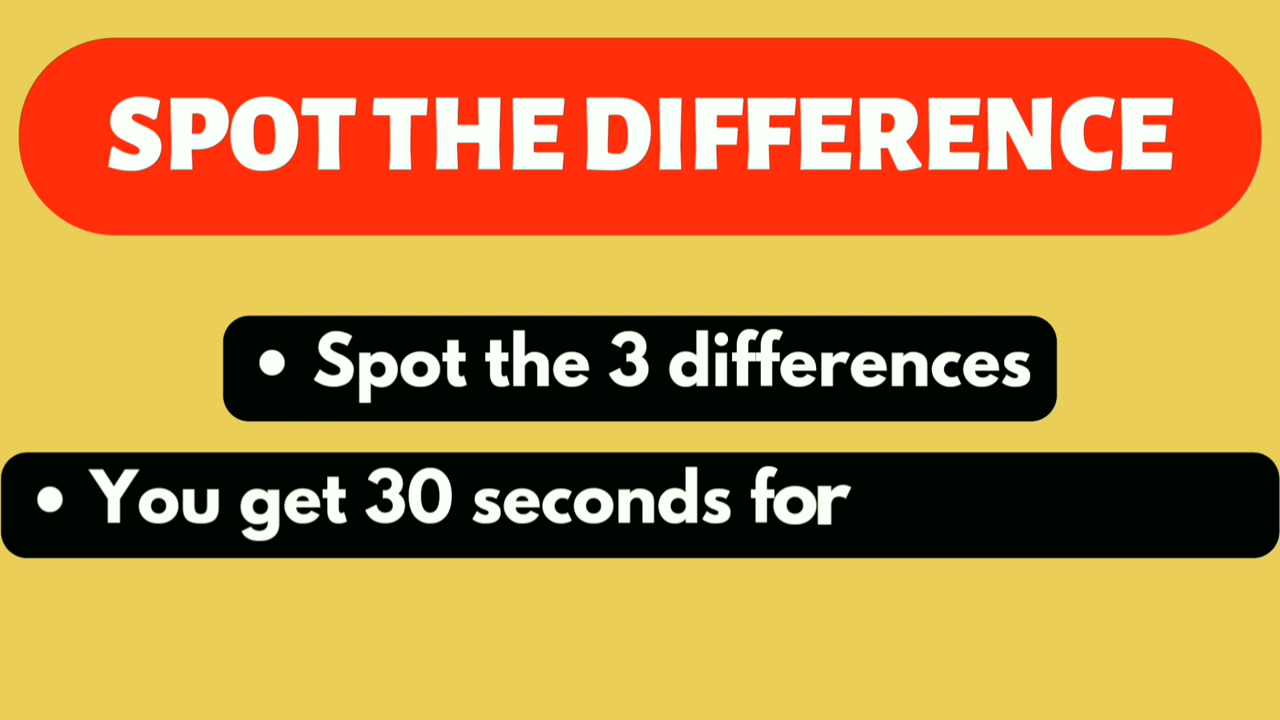 SPOT THE DIFFERENCE
• Spot the 3 differences
• You get 30 seconds for